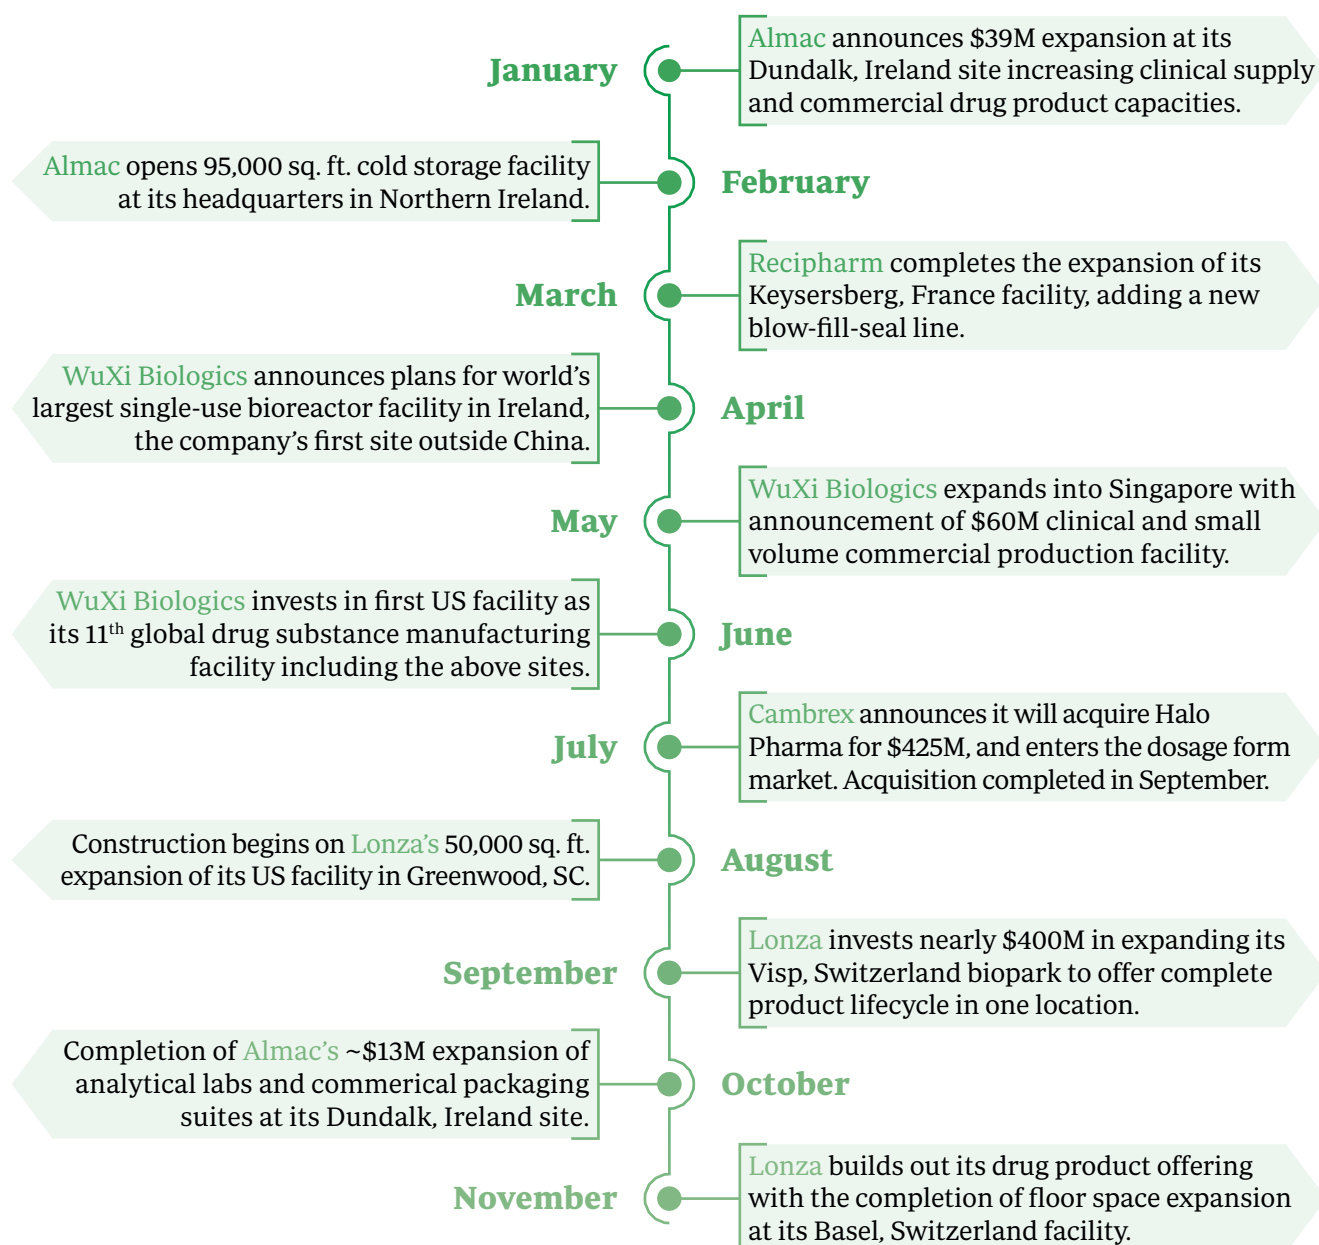 January
Almac announces $39M expansion at its
Dundalk, Ireland site increasing clinical supply
and commercial drug product capacities.
Almac opens 95,000 sq. ft. cold storage facility
at its headquarters in Northern Ireland.
February
March
Recipharm completes the expansion of its
Keysersberg, France facility, adding a new
blow-fill-seal line.
WuXi Biologics announces plans for world's
largest single-use bioreactor facility in Ireland,
the company's first site outside China.
April
May
WuXi Biologics expands into Singapore with
announcement of $60M clinical and small
volume commercial production facility.
WuXi Biologics invests in first US facility as
its 11th global drug substance manufacturing
facility including the above sites.
June
July
Cambrex announces it will acquire Halo
Pharma for $425M, and enters the dosage form
market. Acquisition completed in September.
Construction begins on Lonza's 50,000 sq. ft.
expansion of its US facility in Greenwood, SC.
August
September
Lonza invests nearly $400M in expanding its
Visp, Switzerland biopark to offer complete
product lifecycle in one location.
Completion of Almac's ~$13M expansion of
analytical labs and commerical packaging
suites at its Dundalk, Ireland site.
October
November
Lonza builds out its drug product offering
with the completion of floor space expansion
at its Basel, Switzerland facility.